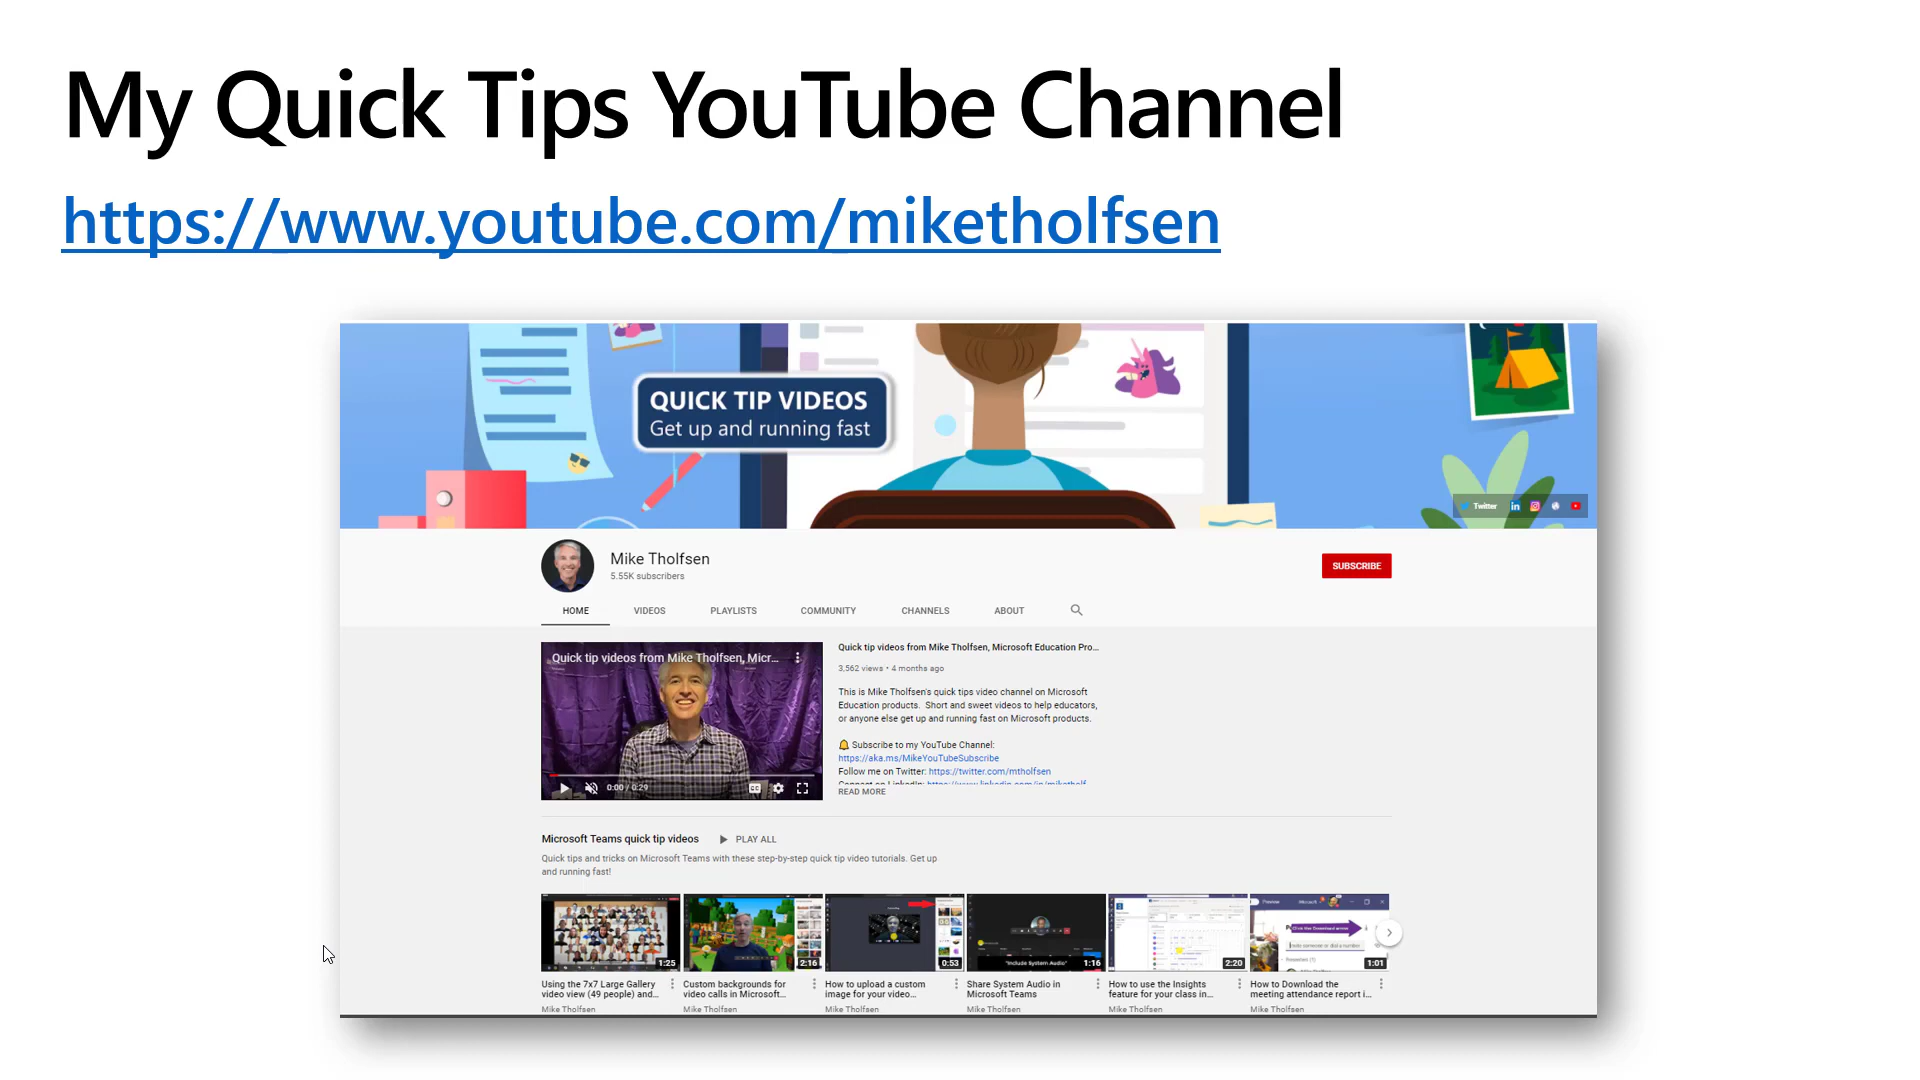 My Quick Tips YouTube Channel
https://www.youtube.com/miketholfsen
QUICK TIP VIDEOS
Get up and running fast
Twitter
Mike Tholfsen
5.55K subscribers
SUBSCRIBE
HOME VIDEOS PLAYLISTS COMMUNITY CHANNELS ABOUT
Quick tip videos from Mike Tholfsen, Micr...
0:00 / 0:29
Quick tip videos from Mike Tholfsen, Microsoft Education Pro...
3,562 views • 4 months ago
This is Mike Tholfsen's quick tips video channel on Microsoft
Education products. Short and sweet videos to help educators,
or anyone else get up and running fast on Microsoft products.
🔔 Subscribe to my YouTube Channel:
https://aka.ms/MikeYouTubeSubscribe
Follow me on Twitter: https://twitter.com/mtholfsen
READ MORE
Microsoft Teams quick tip videos PLAY ALL
Quick tips and tricks on Microsoft Teams with these step-by-step quick tip video tutorials. Get up
and running fast!
1:25 2:16 0:53 1:16 2:20 1:01
"Include System Audio"
Using the 7x7 Large Gallery
video view (49 people) and...
Mike Tholfsen
Custom backgrounds for
video calls in Microsoft...
Mike Tholfsen
How to upload a custom
image for your video...
Mike Tholfsen
Share System Audio in
Microsoft Teams
Mike Tholfsen
How to use the Insights
feature for your class in...
Mike Tholfsen
How to Download the
meeting attendance report i...
Mike Tholfsen